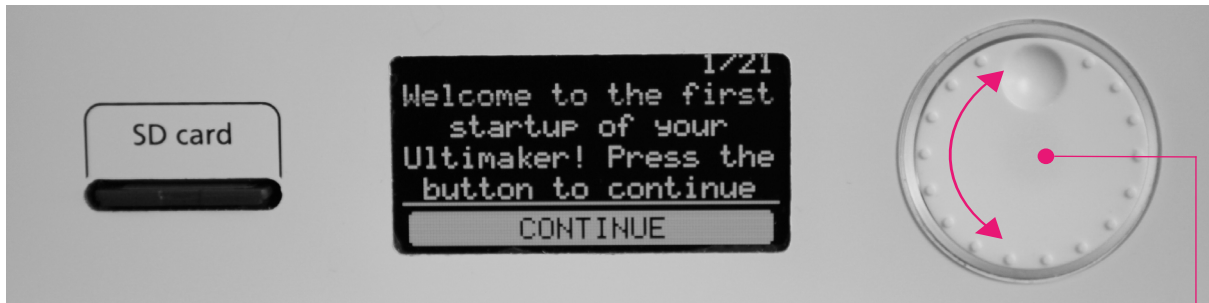 SD card
1/21
Welcome to the first
startup of your
Ultimaker! Press the
button to continue
CONTINUE